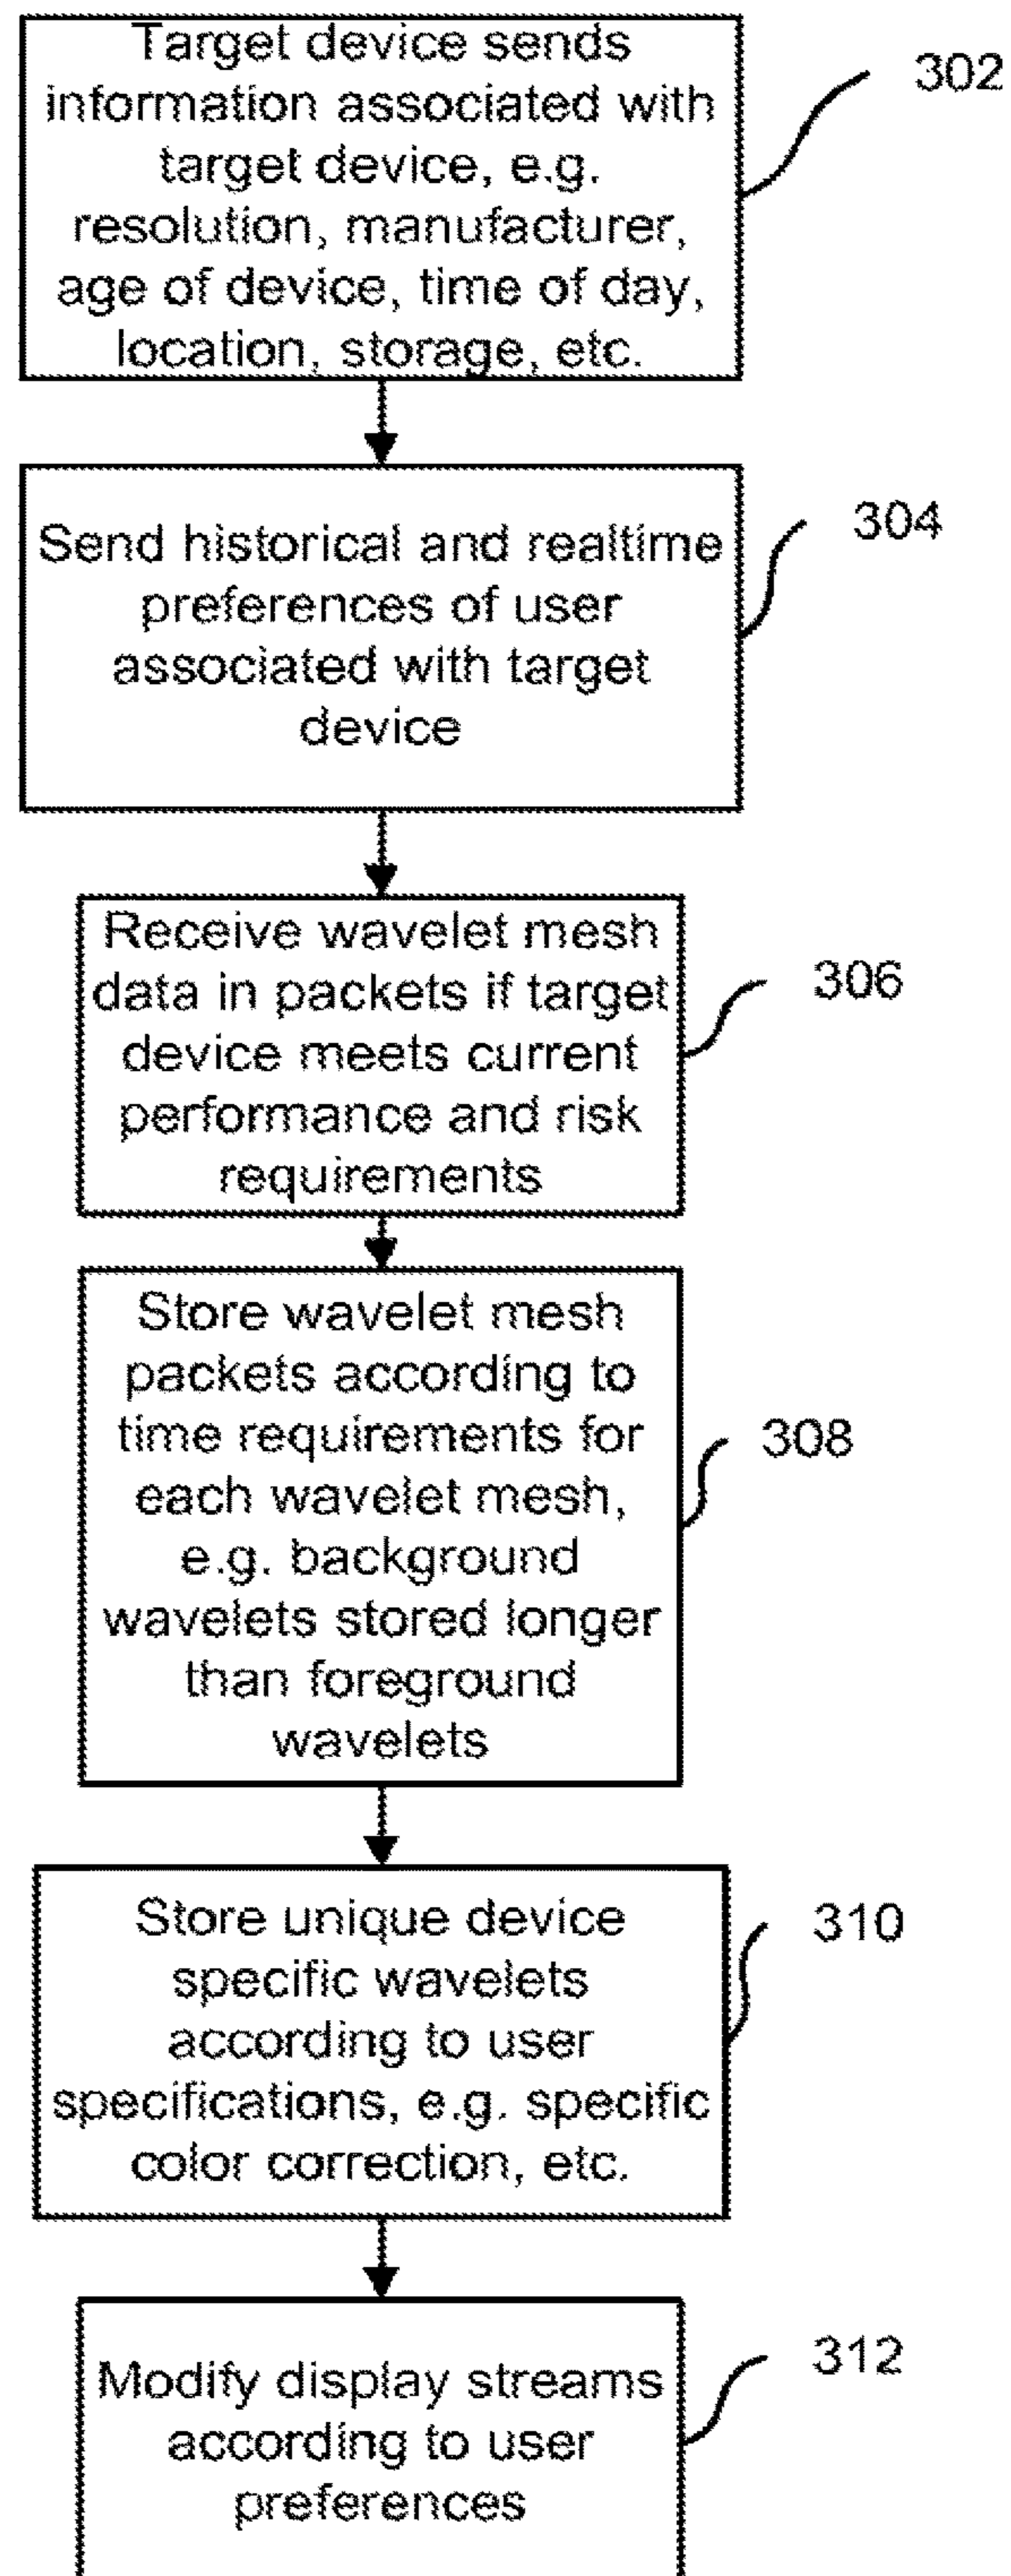 Target device sends
information associated with
target device, e.g.
resolution, manufacturer,
age of device, time of day,
location, storage, etc.
302
Send historical and realtime
preferences of user
associated with target
device
304
Receive wavelet mesh
data in packets if target
device meets current
performance and risk
requirements
306
Store wavelet mesh
packets according to
time requirements for
each wavelet mesh,
e.g. background
wavelets stored longer
than foreground
wavelets
308
Store unique device
specific wavelets
according to user
specifications, e.g. specific
color correction, etc.
310
Modify display streams
according to user
preferences
312